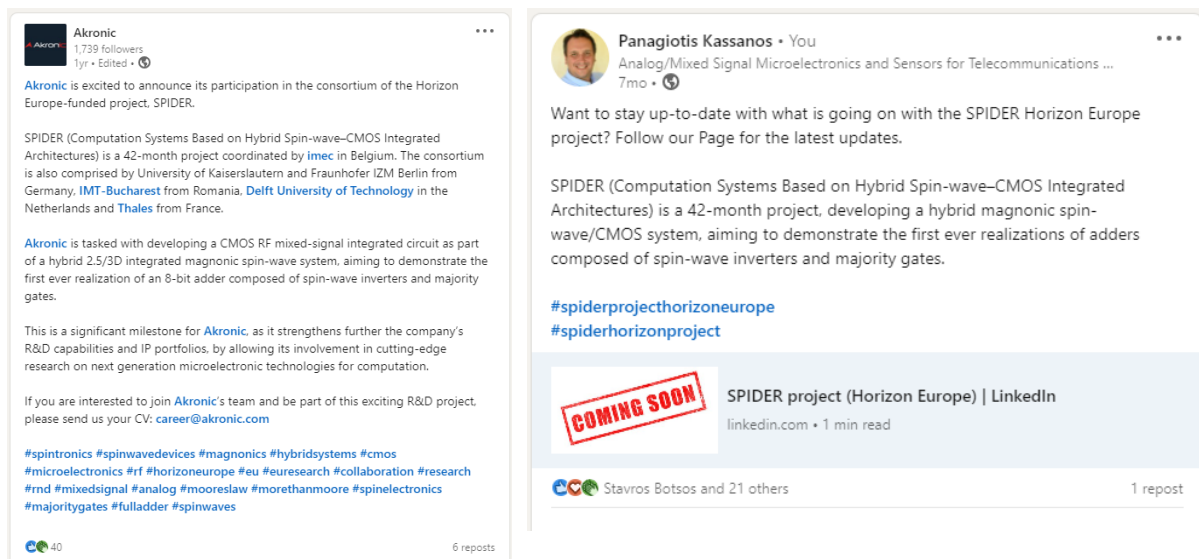 Akronic
Akronic
1,739 followers
1yr • Edited •
Akronic is excited to announce its participation in the consortium of the Horizon
Europe-funded project, SPIDER.
SPIDER (Computation Systems Based on Hybrid Spin-wave–CMOS Integrated
Architectures) is a 42-month project coordinated by imec in Belgium. The consortium
is also comprised by University of Kaiserslautern and Fraunhofer IZM Berlin from
Germany, IMT-Bucharest from Romania, Delft University of Technology in the
Netherlands and Thales from France.
Akronic is tasked with developing a CMOS RF mixed-signal integrated circuit as part
of a hybrid 2.5/3D integrated magnonic spin-wave system, aiming to demonstrate the
first ever realization of an 8-bit adder composed of spin-wave inverters and majority
gates.
This is a significant milestone for Akronic, as it strengthens further the company's
R&D capabilities and IP portfolios, by allowing its involvement in cutting-edge
research on next generation microelectronic technologies for computation.
If you are interested to join Akronic's team and be part of this exciting R&D project,
please send us your CV: career@akronic.com
#spintronics #spinwavedevices #magnonics #hybridsystems #cmos
#microelectronics #rf #horizoneurope #eu #euresearch #collaboration #research
#rnd #mixedsignal #analog #mooreslaw #morethanmoore #spinelectronics
#majoritygates #fulladder #spinwaves
40
6 reposts
Panagiotis Kassanos • You
Analog/Mixed Signal Microelectronics and Sensors for Telecommunications ...
7mo •
Want to stay up-to-date with what is going on with the SPIDER Horizon Europe
project? Follow our Page for the latest updates.
SPIDER (Computation Systems Based on Hybrid Spin-wave–CMOS Integrated
Architectures) is a 42-month project, developing a hybrid magnonic spin-
wave/CMOS system, aiming to demonstrate the first ever realizations of adders
composed of spin-wave inverters and majority gates.
#spiderprojecthorizoneurope
#spiderhorizonproject
COMING SOON
SPIDER project (Horizon Europe) | LinkedIn
linkedin.com • 1 min read
Stavros Botsos and 21 others
1 repost